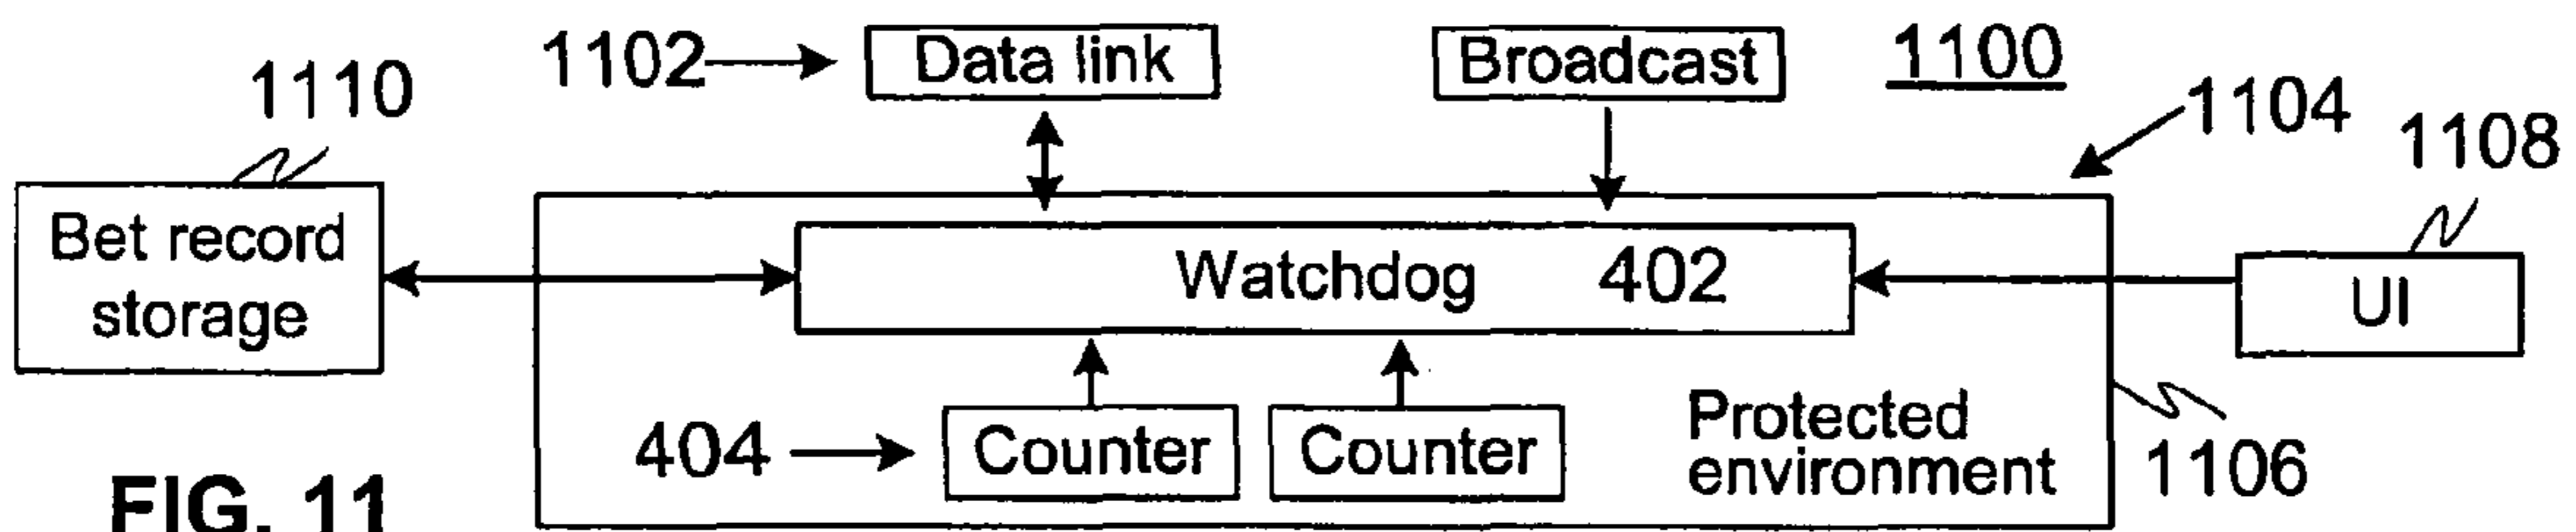 1102
Data link
Broadcast
1100
1104
1108
1110
Bet record
storage
Watchdog 402
UI
404
Counter
Counter
Protected
environment
1106
FIG. 11